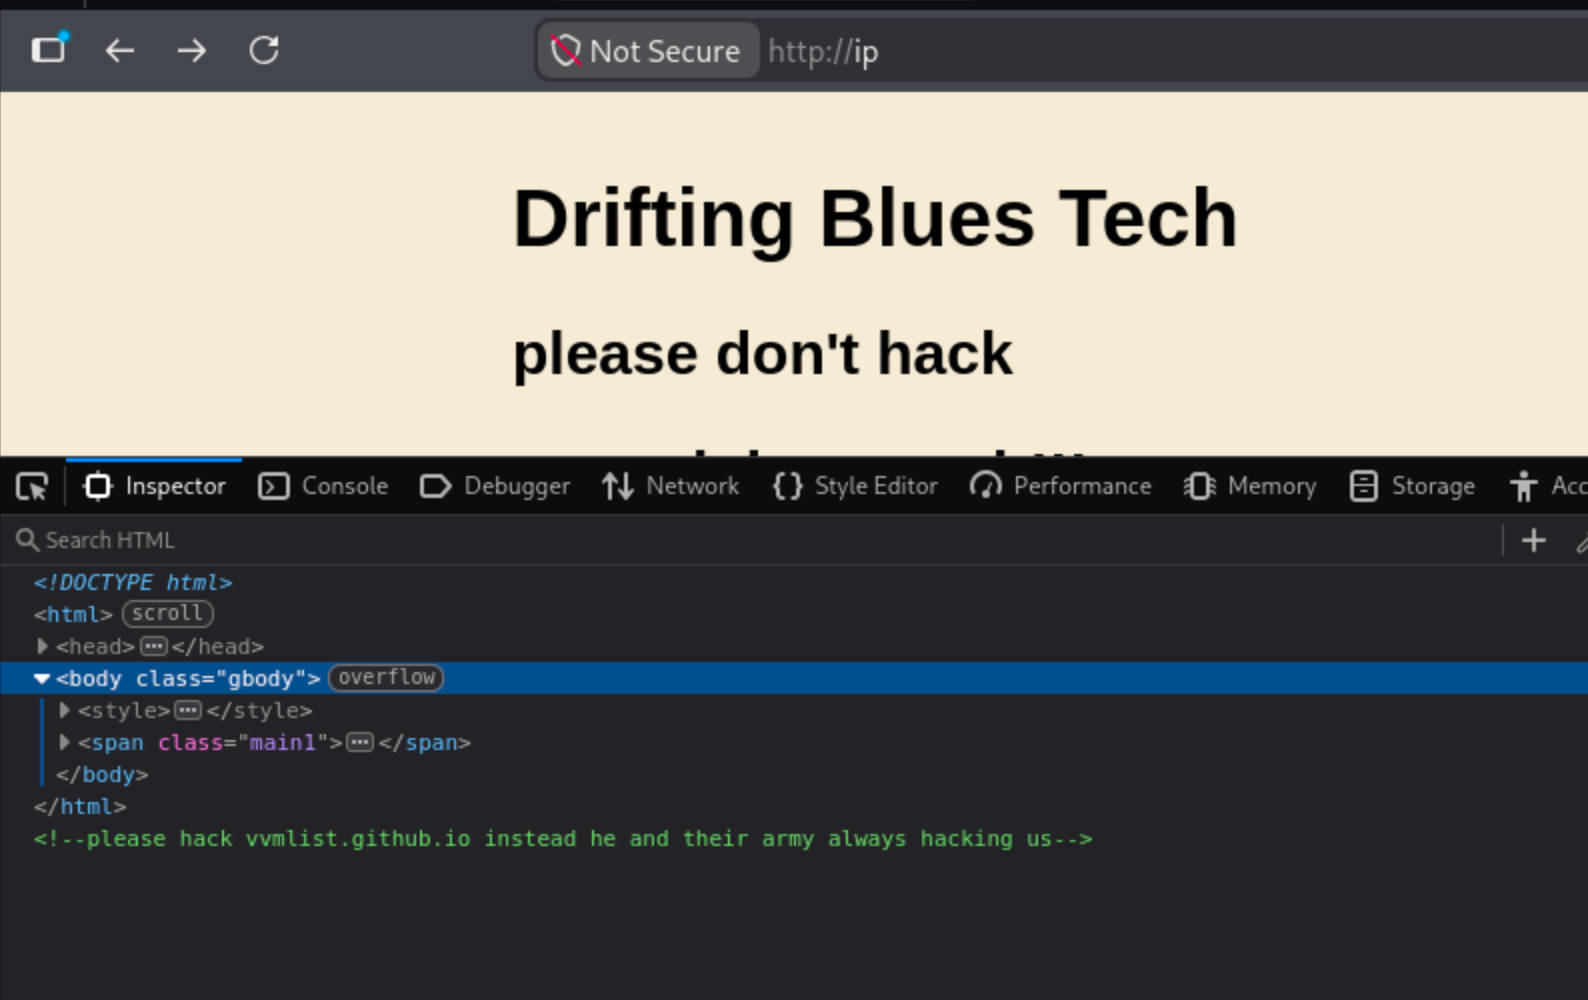 Not Secure http://ip
Drifting Blues Tech
please don't hack
Inspector Console Debugger Network {} Style Editor Performance Memory Storage Acc
Search HTML
<!DOCTYPE html>
<html> scroll
<head> ... </head>
<body class="gbody"> overflow
<style> ... </style>
<span class="main1"> ... </span>
</body>
</html>
<!--please hack vvmlist.github.io instead he and their army always hacking us-->